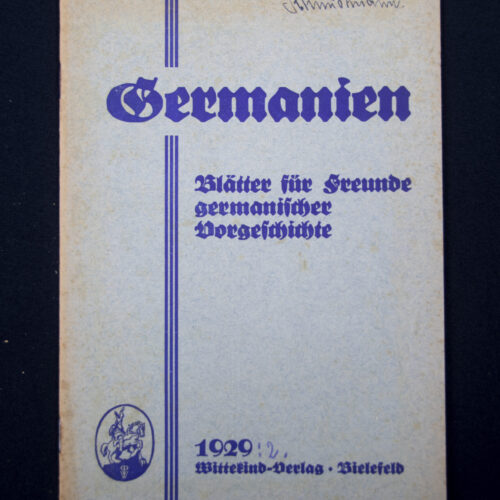 Germanien
Blätter für Freunde
germanischer
Vorgeschichte
1929:2.
Wittekind-Verlag • Bielefeld